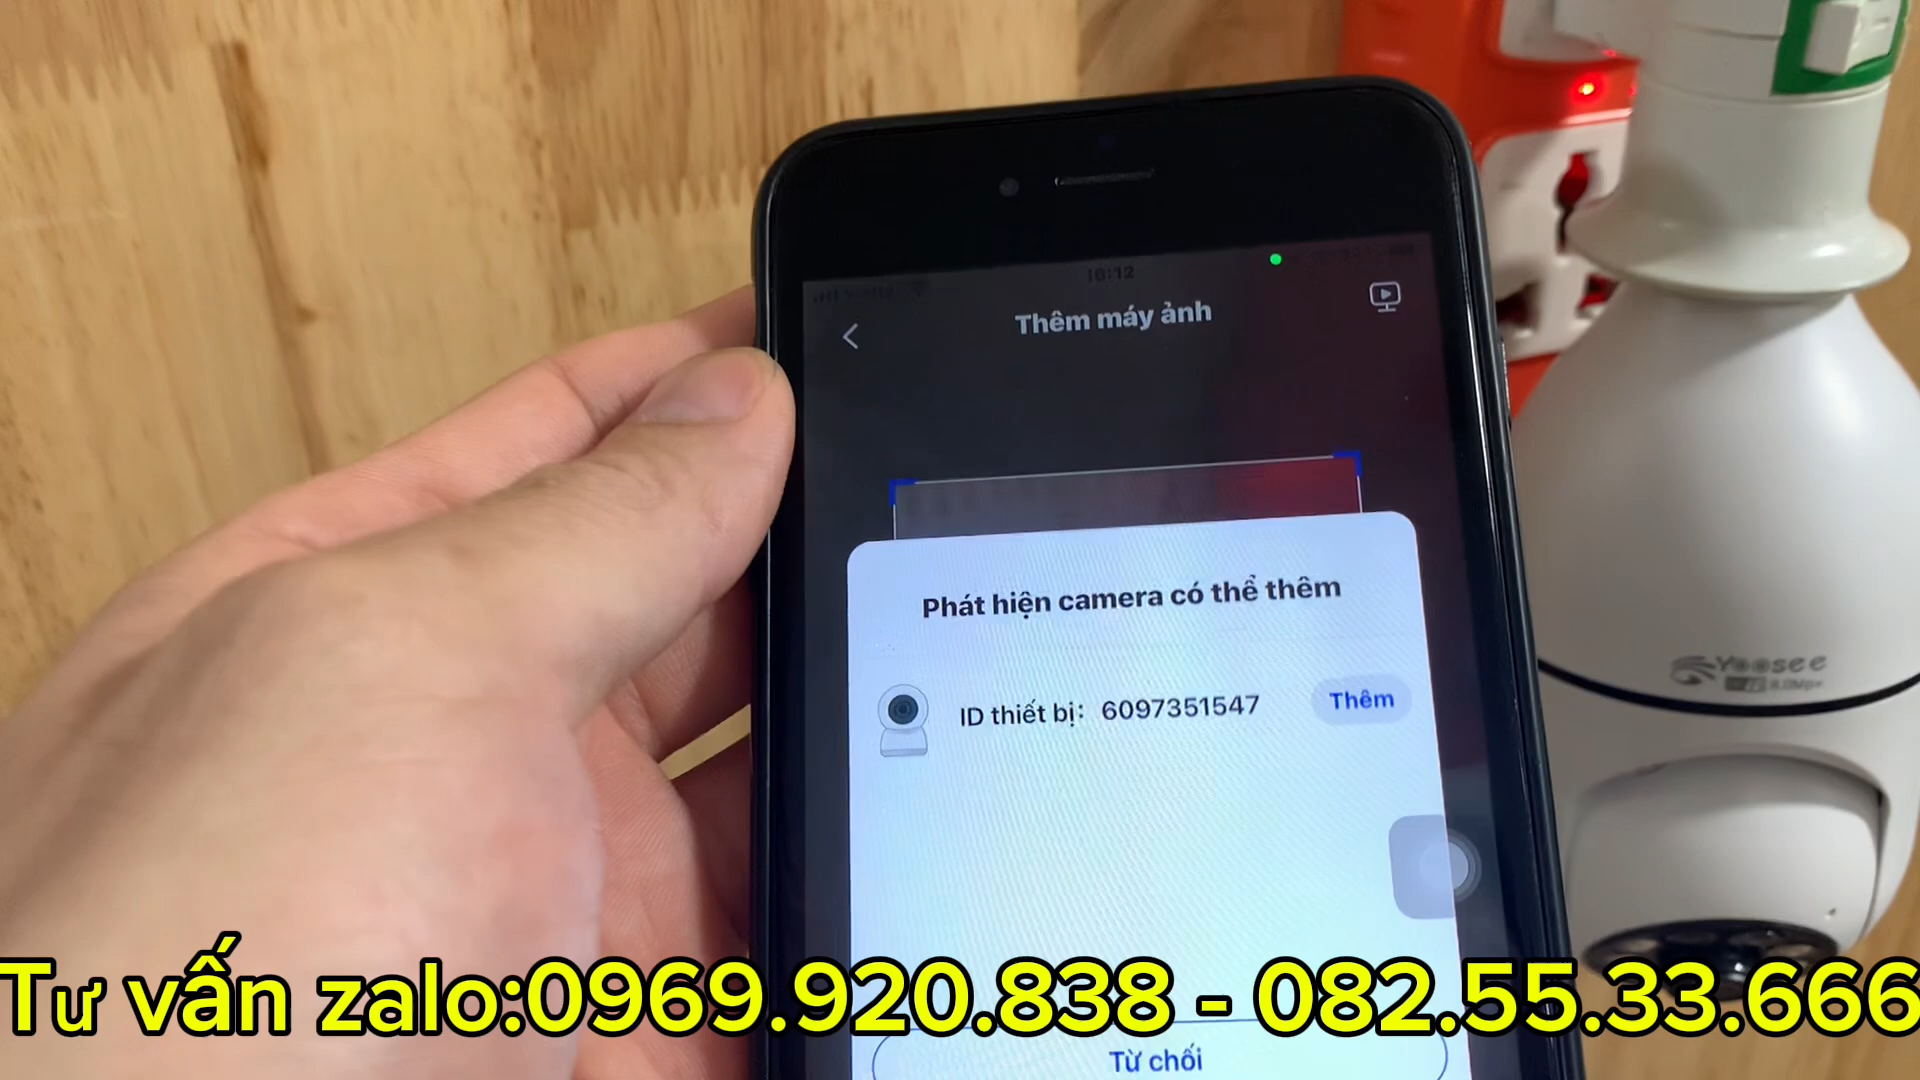 16:12
Thêm máy ảnh
Phát hiện camera có thể thêm
ID thiết bị: 6097351547 Thêm
Từ chối
Yoosee
Tư vấn zalo:0969.920.838 - 082.55.33.666